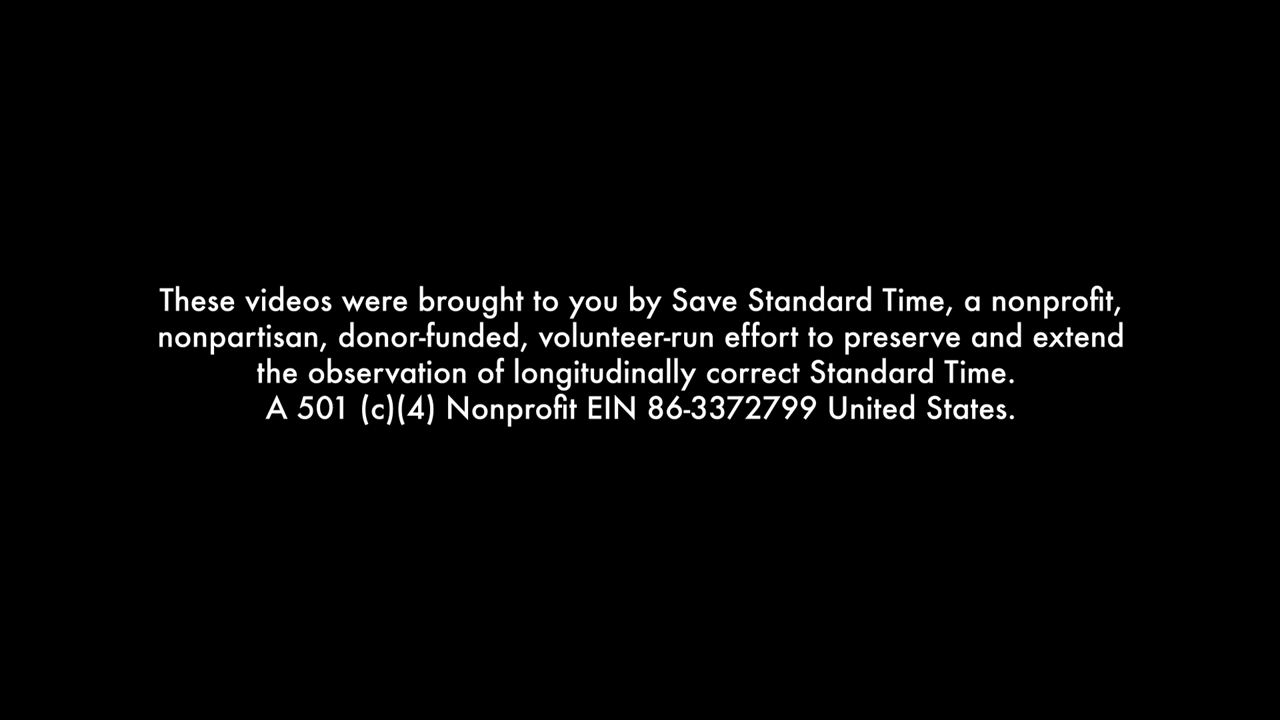 These videos were brought to you by Save Standard Time, a nonprofit,
nonpartisan, donor-funded, volunteer-run effort to preserve and extend
the observation of longitudinally correct Standard Time.
A 501 (c)(4) Nonprofit EIN 86-3372799 United States.